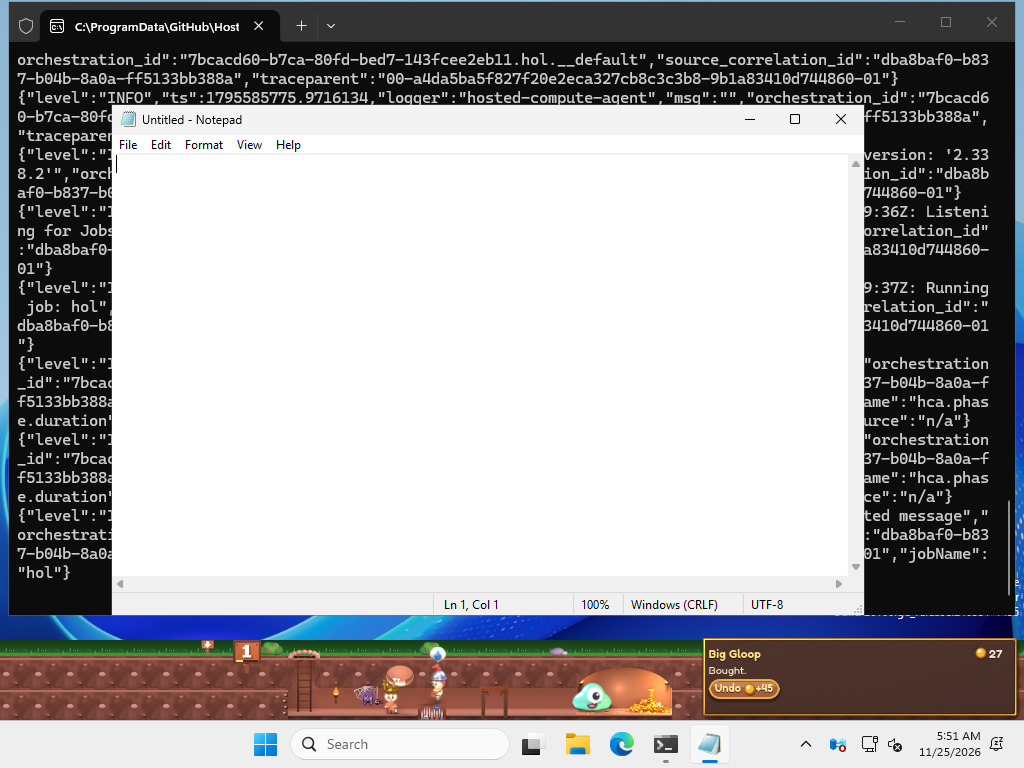 C:\ProgramData\GitHub\Host
orchestration_id":"7bcacd60-b7ca-80fd-bed7-143fcee2eb11.hol.__default","source_correlation_id":"dba8baf0-b83
7-b04b-8a0a-ff5133bb388a","traceparent":"00-a4da5ba5f827f20e2eca327cb8c3c3b8-9b1a83410d744860-01"}
{"level":"INFO","ts":1795585775.9716134,"logger":"hosted-compute-agent","msg":"","orchestration_id":"7bcacd6
0-b7ca-80fd ff5133bb388a",
"traceparen
Untitled - Notepad
File Edit Format View Help
{"level":"I version: '2.33
8.2'","orch on_id":"dba8b
af0-b837-b0 744860-01"}
{"level":"I 9:36Z: Listeni
ng for Jobs orrelation_id"
:"dba8baf0- a83410d744860-
01"}
{"level":"I 9:37Z: Running
job: hol", relation_id":"
dba8baf0-b8 3410d744860-01
"}
{"level":"I "orchestration
_id":"7bcac 37-b04b-8a0a-f
f5133bb388a ame":"hca.phas
e.duration" urce":"n/a"}
{"level":"I "orchestration
_id":"7bcac 37-b04b-8a0a-f
f5133bb388a ame":"hca.phas
e.duration" ce":"n/a"}
{"level":"I ted message","
orchestrati :"dba8baf0-b83
7-b04b-8a0a 01","jobName":
"hol"}
Ln 1, Col 1 100% Windows (CRLF) UTF-8
1
Big Gloop 27
Bought.
Undo +45
Search
5:51 AM
11/25/2026